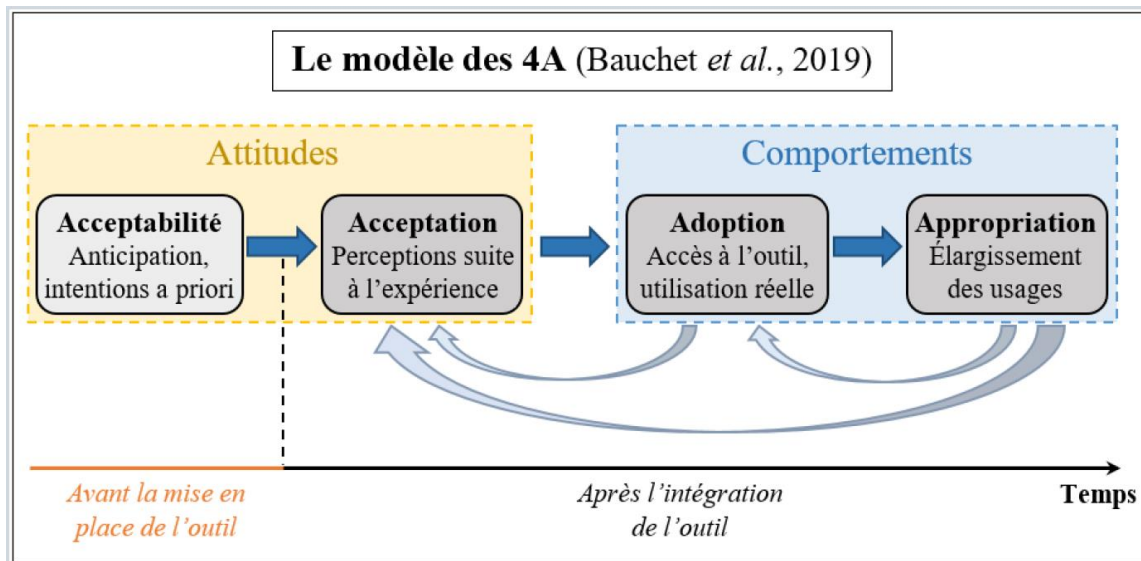 Le modèle des 4A (Bauchet et al., 2019)
Attitudes
Acceptabilité
Anticipation,
intentions a priori
Acceptation
Perceptions suite
à l’expérience
Comportements
Adoption
Accès à l’outil,
utilisation réelle
Appropriation
Élargissement
des usages
Avant la mise en
place de l’outil
Après l’intégration
de l’outil
Temps